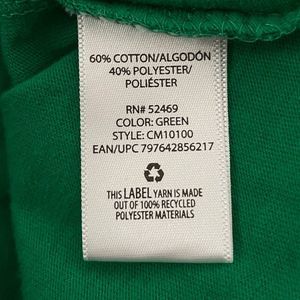 60% COTTON/ALGODÓN
40% POLYESTER/
POLIÉSTER
RN# 52469
COLOR: GREEN
STYLE: CM10100
EAN/UPC 797642856217
THIS LABEL YARN IS MADE
OUT OF 100% RECYCLED
POLYESTER MATERIALS